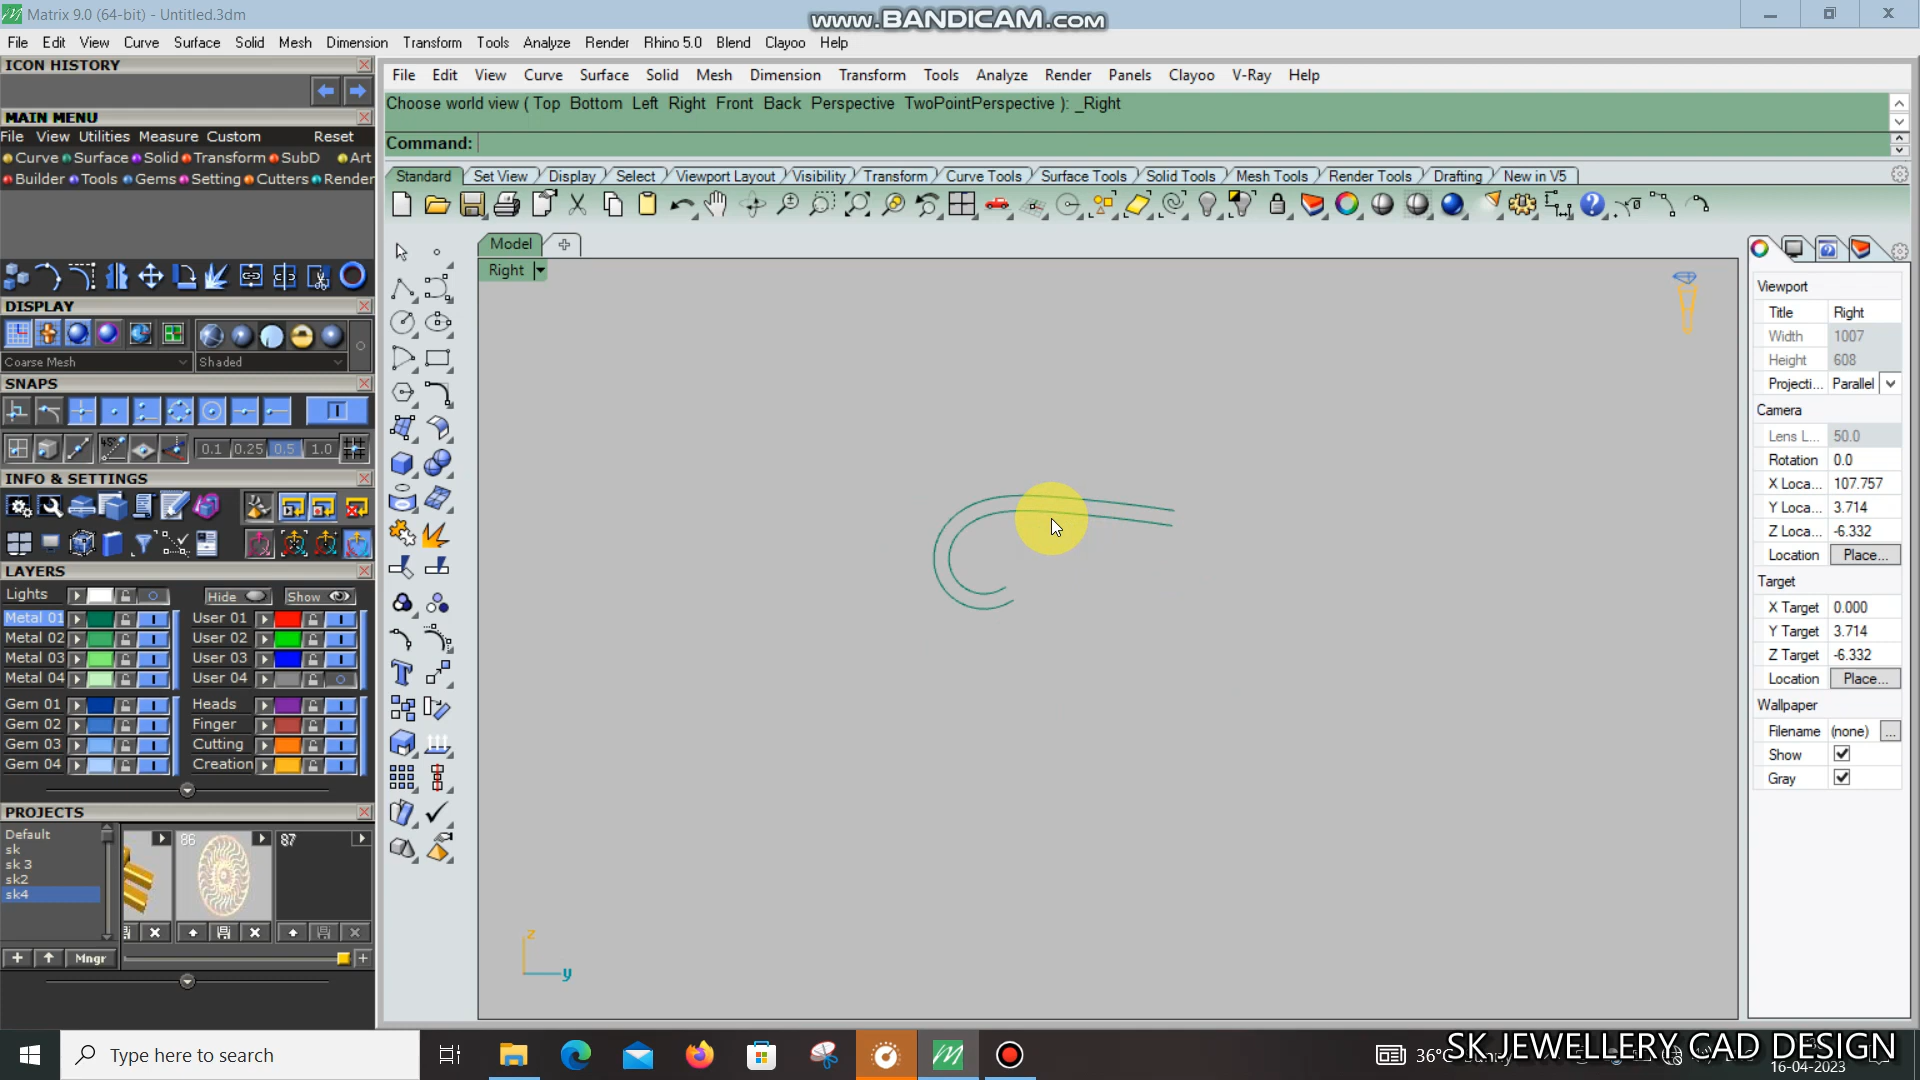 Matrix 9.0 (64-bit) - Untitled.3dm
www.BANDICAM.com
File Edit View Curve Surface Solid Mesh Dimension Transform Tools Analyze Render Rhino 5.0 Blend Clayoo Help
ICON HISTORY
MAIN MENU
File View Utilities Measure Custom Reset
Curve Surface Solid Transform SubD Art
Builder Tools Gems Setting Cutters Render
DISPLAY
Coarse Mesh Shaded
SNAPS
0.1 0.25 0.5 1.0
INFO & SETTINGS
LAYERS
Lights Hide Show
Metal 01 User 01
Metal 02 User 02
Metal 03 User 03
Metal 04 User 04
Gem 01 Heads
Gem 02 Finger
Gem 03 Cutting
Gem 04 Creation
PROJECTS
Default
sk
sk 3
sk2
sk4
86 87
Mngr
File Edit View Curve Surface Solid Mesh Dimension Transform Tools Analyze Render Panels Clayoo V-Ray Help
Choose world view ( Top Bottom Left Right Front Back Perspective TwoPointPerspective ): _Right
Command:
Standard Set View Display Select Viewport Layout Visibility Transform Curve Tools Surface Tools Solid Tools Mesh Tools Render Tools Drafting New in V5
Model
Right
z
y
Viewport
Title Right
Width 1007
Height 608
Projecti... Parallel
Camera
Lens L... 50.0
Rotation 0.0
X Loca... 107.757
Y Loca... 3.714
Z Loca... -6.332
Location Place...
Target
X Target 0.000
Y Target 3.714
Z Target -6.332
Location Place...
Wallpaper
Filename (none) ...
Show
Gray
Type here to search
36°C
SK JEWELLERY CAD DESIGN
16-04-2023